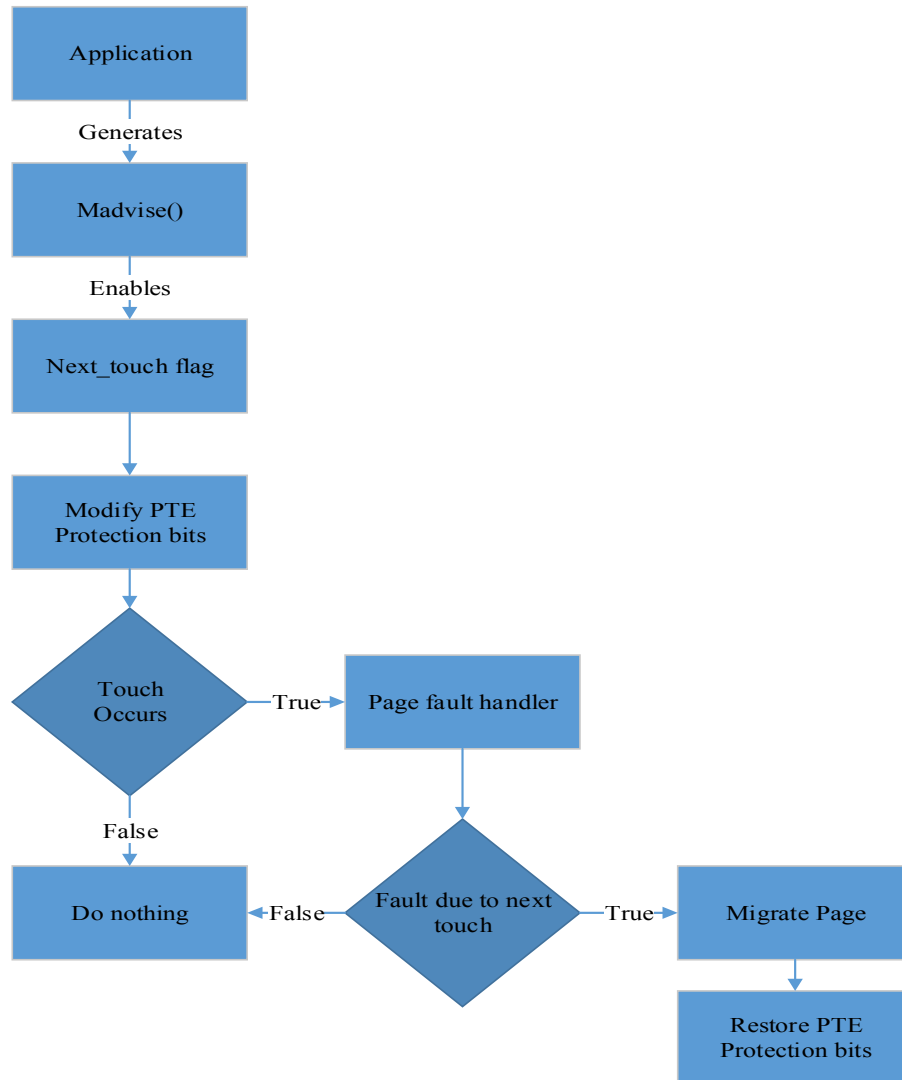 Application
Generates
Madvise()
Enables
Next_touch flag
Modify PTE
Protection bits
Touch
Occurs
True
Page fault handler
False
Do nothing
False
Fault due to next
touch
True
Migrate Page
Restore PTE
Protection bits